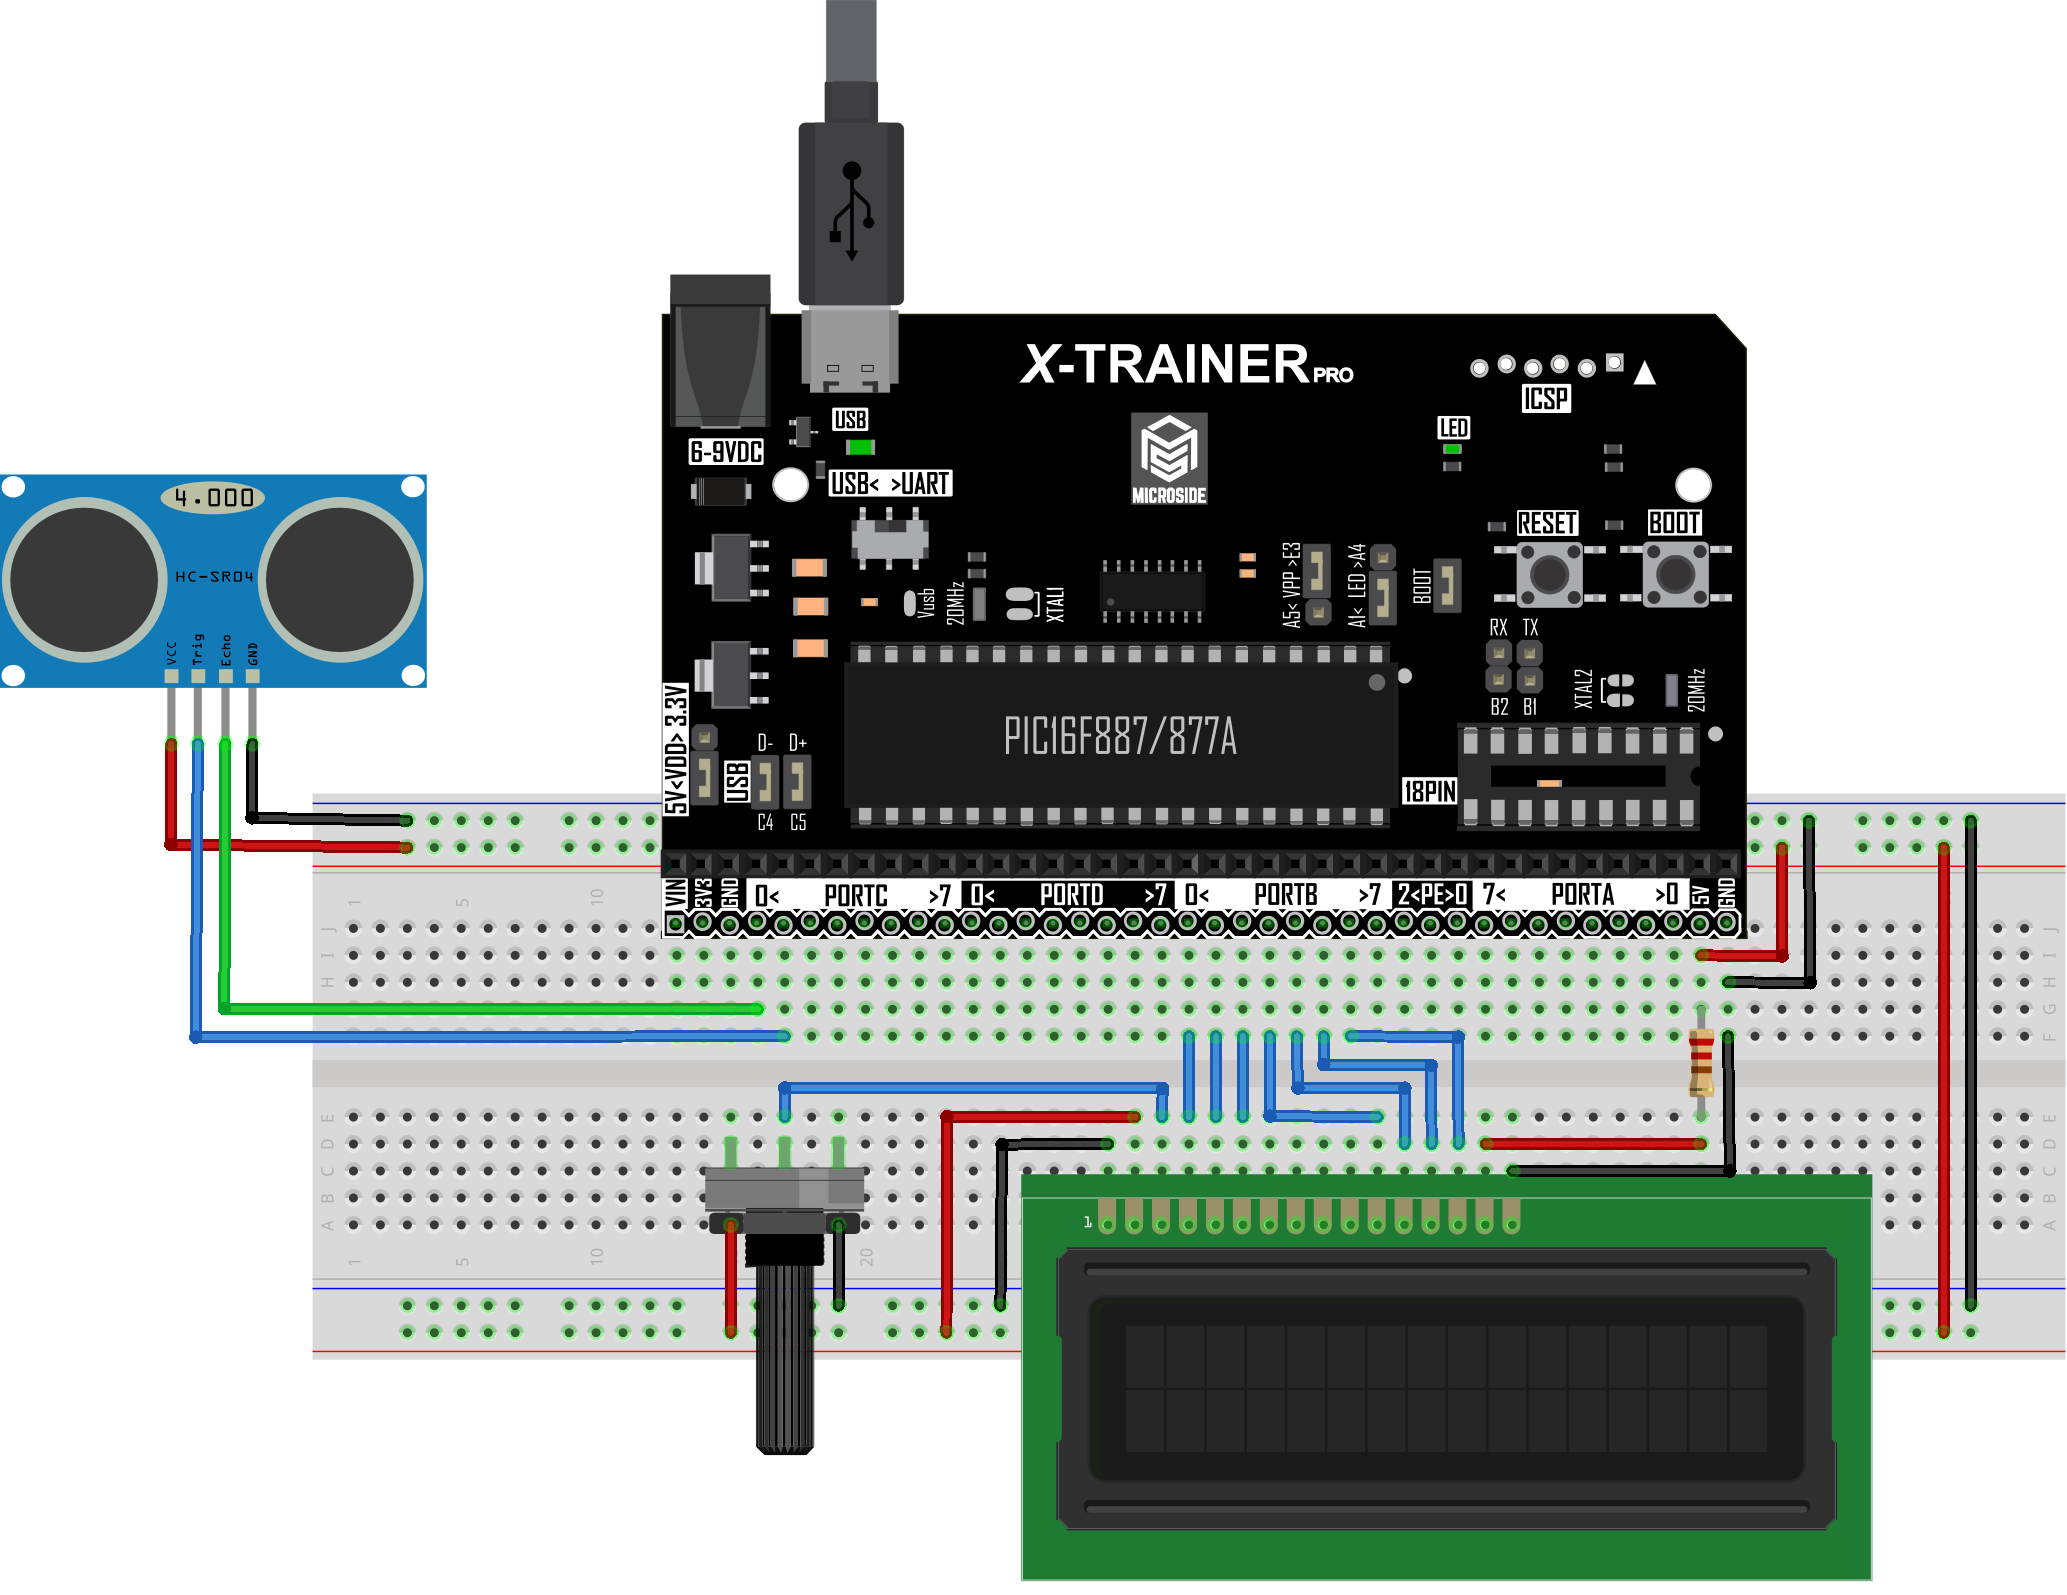 X-TRAINER PRO
ICSP
USB
LED
6-9VDC
USB< >UART
MICROSIDE
RESET
BOOT
4.000
HC-SR04
VCC
Trig
Echo
GND
Vusb
20MHz
XTAL1
A5< VPP >E3
A1< LED >A4
BOOT
RX TX
B2 B1
XTAL2
20MHz
5V<VDD> 3.3V
USB
D- D+
C4 C5
PIC16F887/877A
18PIN
VIN 3V3 GND 0< PORTC >7 0< PORTD >7 0< PORTB >7 2<PE>0 7< PORTA >0 5V GND
1 5 10
J J
I I
H H
G G
F F
E E
D D
C C
B B
A A
1
1 5 10 20